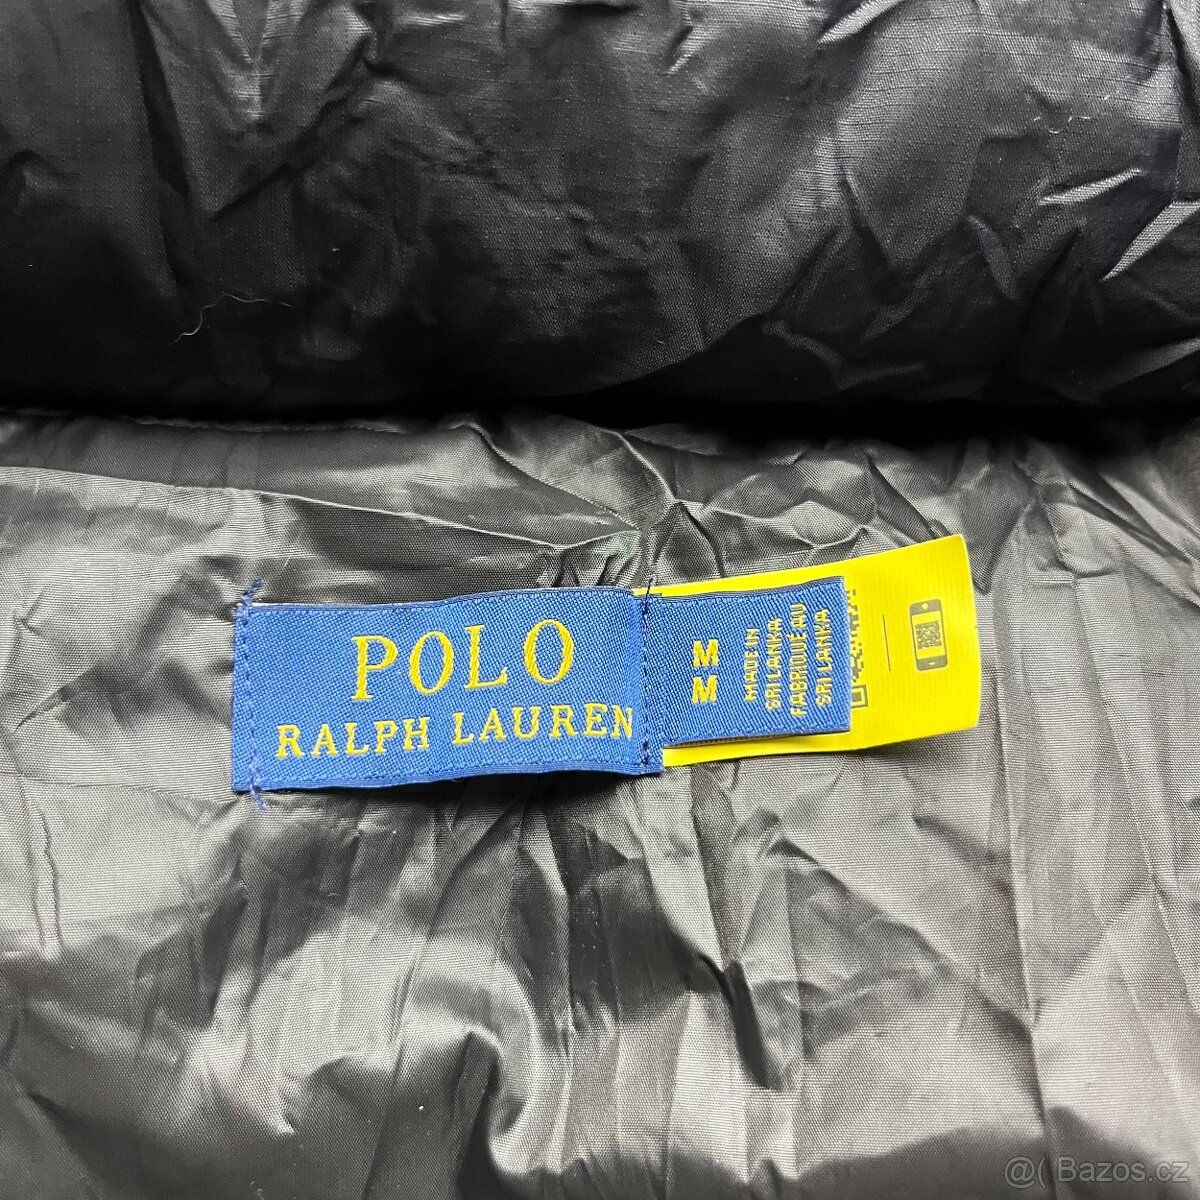 POLO
RALPH LAUREN
M
M
MADE IN
SRI LANKA
FABRIQUÉ AU
SRI LANKA
@( Bazos.cz